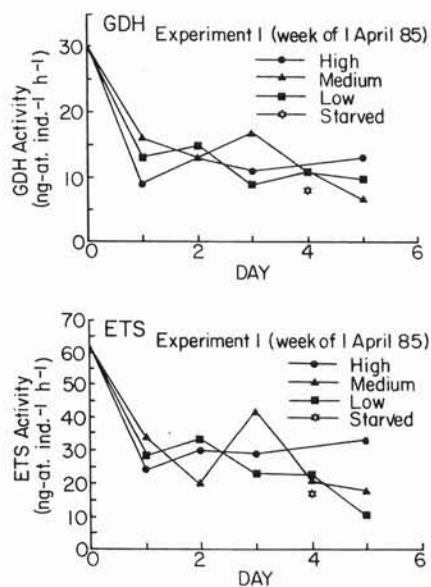 GDH
Experiment 1 (week of 1 April 85)
High
Medium
Low
Starved
GDH Activity
(ng-at. ind.-1 h-1)
30
20
10
0
0 2 4 6
DAY
ETS
Experiment 1 (week of 1 April 85)
High
Medium
Low
Starved
ETS Activity
(ng-at. ind.-1 h-1)
70
60
50
40
30
20
10
0
0 2 4 6
DAY